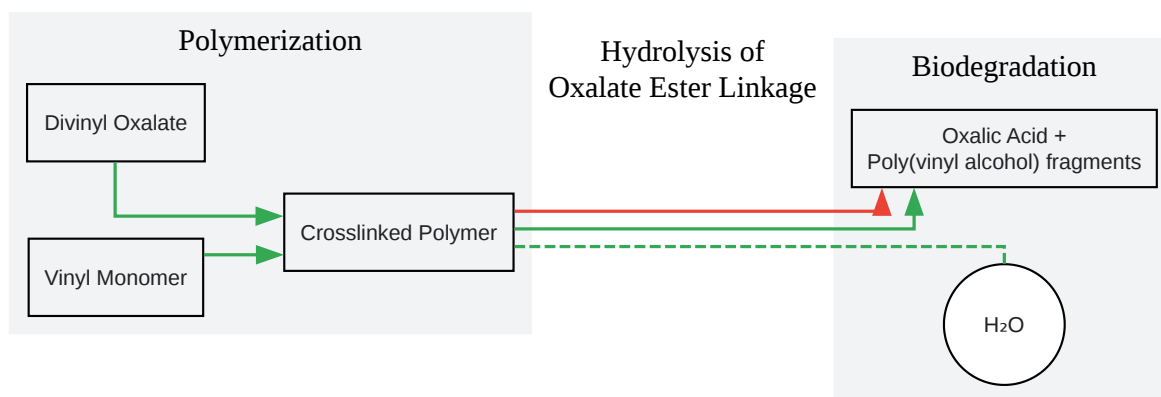 Polymerization
Divinyl Oxalate
Vinyl Monomer
Crosslinked Polymer
Hydrolysis of
Oxalate Ester Linkage
Biodegradation
Oxalic Acid +
Poly(vinyl alcohol) fragments
H₂O